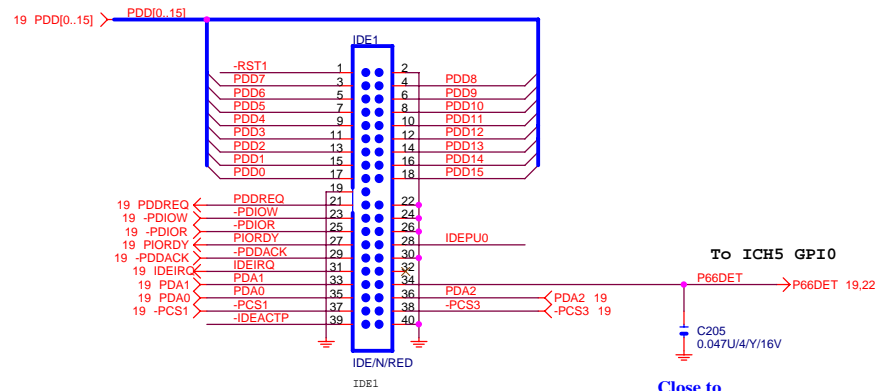 19 PDD[0..15] PDD[0..15]
IDE1
-RST1 1 2
PDD7 3 4 PDD8
PDD6 5 6 PDD9
PDD5 7 8 PDD10
PDD4 9 10 PDD11
PDD3 11 12 PDD12
PDD2 13 14 PDD13
PDD1 15 16 PDD14
PDD0 17 18 PDD15
19
19 PDDREQ PDDREQ 21 22
19 -PDIOW -PDIOW 23 24
19 -PDIOR -PDIOR 25 26
19 PIORDY PIORDY 27 28 IDEPU0
19 -PDDACK -PDDACK 29 30
19 IDEIRQ IDEIRQ 31 32
19 PDA1 PDA1 33 34
19 PDA0 PDA0 35 36 PDA2 PDA2 19
19 -PCS1 -PCS1 37 38 -PCS3 -PCS3 19
-IDEACTP 39 40
To ICH5 GPI0
P66DET P66DET 19,22
C205
0.047U/4/Y/16V
IDE/N/RED
IDE1
Close to